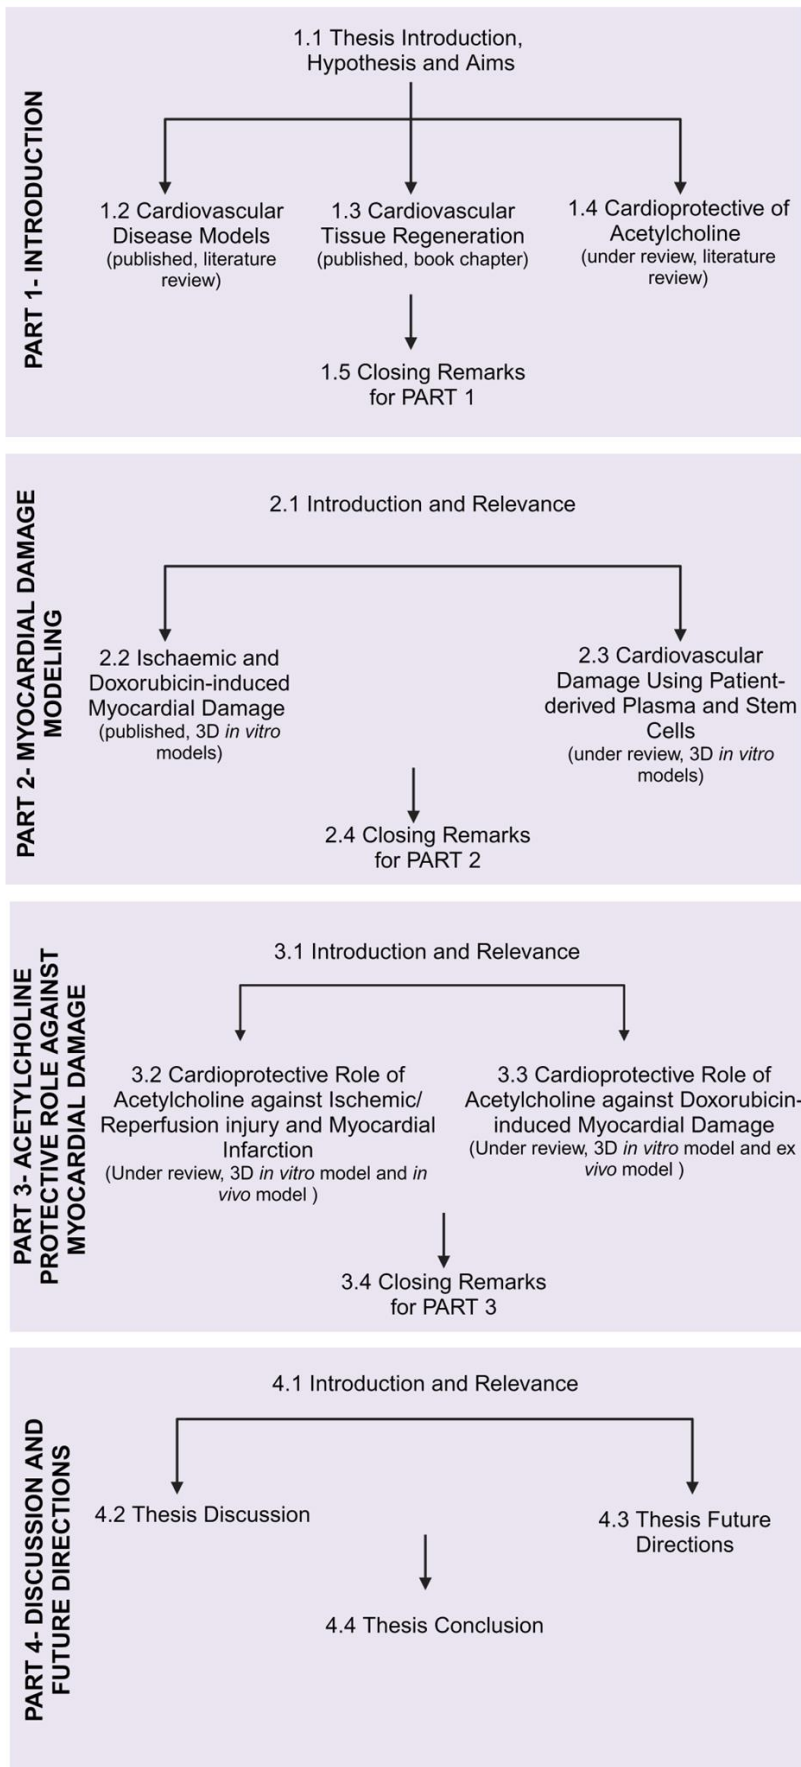 PART 1- INTRODUCTION
1.1 Thesis Introduction,
Hypothesis and Aims
1.2 Cardiovascular
Disease Models
(published, literature
review)
1.3 Cardiovascular
Tissue Regeneration
(published, book chapter)
1.4 Cardioprotective of
Acetylcholine
(under review, literature
review)
1.5 Closing Remarks
for PART 1
PART 2- MYOCARDIAL DAMAGE
MODELING
2.1 Introduction and Relevance
2.2 Ischaemic and
Doxorubicin-induced
Myocardial Damage
(published, 3D in vitro
models)
2.3 Cardiovascular
Damage Using Patient-
derived Plasma and Stem
Cells
(under review, 3D in vitro
models)
2.4 Closing Remarks
for PART 2
PART 3- ACETYLCHOLINE
PROTECTIVE ROLE AGAINST
MYOCARDIAL DAMAGE
3.1 Introduction and Relevance
3.2 Cardioprotective Role of
Acetylcholine against Ischemic/
Reperfusion injury and Myocardial
Infarction
(Under review, 3D in vitro model and in
vivo model )
3.3 Cardioprotective Role of
Acetylcholine against Doxorubicin-
induced Myocardial Damage
(Under review, 3D in vitro model and ex
vivo model )
3.4 Closing Remarks
for PART 3
PART 4- DISCUSSION AND
FUTURE DIRECTIONS
4.1 Introduction and Relevance
4.2 Thesis Discussion
4.3 Thesis Future
Directions
4.4 Thesis Conclusion